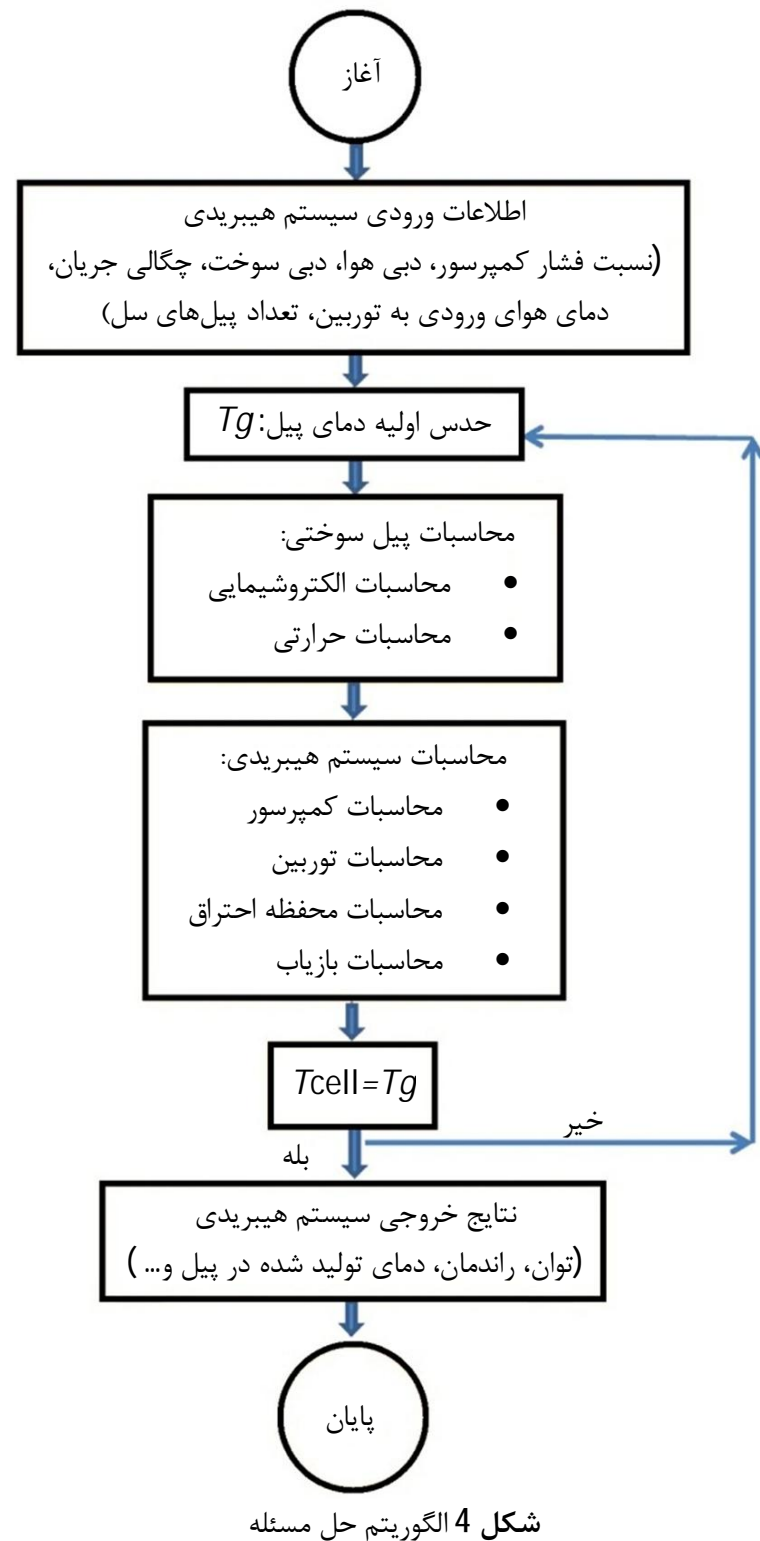 آغاز
اطلاعات ورودی سیستم هیبریدی
(نسبت فشار کمپرسور، دبی هوا، دبی سوخت، چگالی جریان،
دمای هوای ورودی به توربین، تعداد پیل‌های سل)
حدس اولیه دمای پیل: Tg
محاسبات پیل سوختی:
• محاسبات الکتروشیمایی
• محاسبات حرارتی
محاسبات سیستم هیبریدی:
• محاسبات کمپرسور
• محاسبات توربین
• محاسبات محفظه احتراق
• محاسبات بازیاب
Tcell=Tg
خیر
بله
نتایج خروجی سیستم هیبریدی
(توان، راندمان، دمای تولید شده در پیل و... )
پایان
شکل 4 الگوریتم حل مسئله